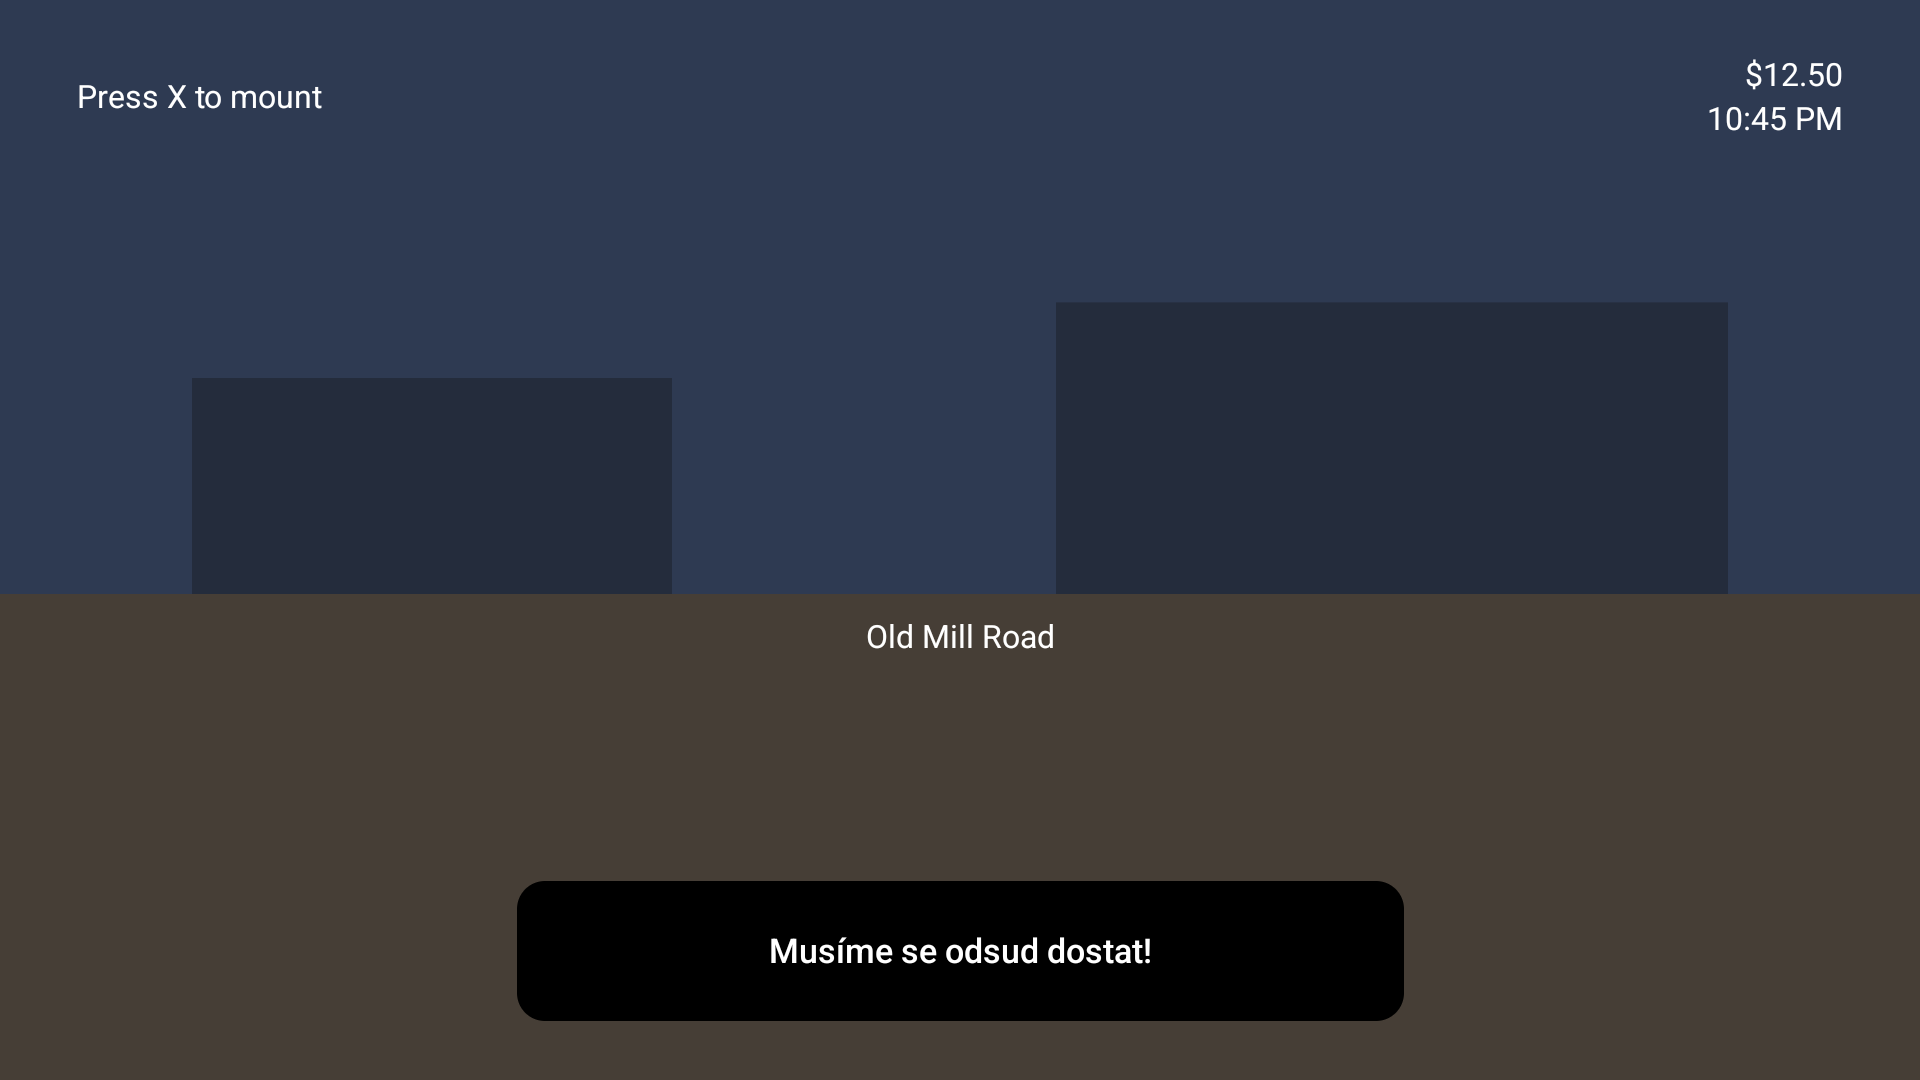 Press X to mount
$12.50
10:45 PM
Old Mill Road
Musíme se odsud dostat!